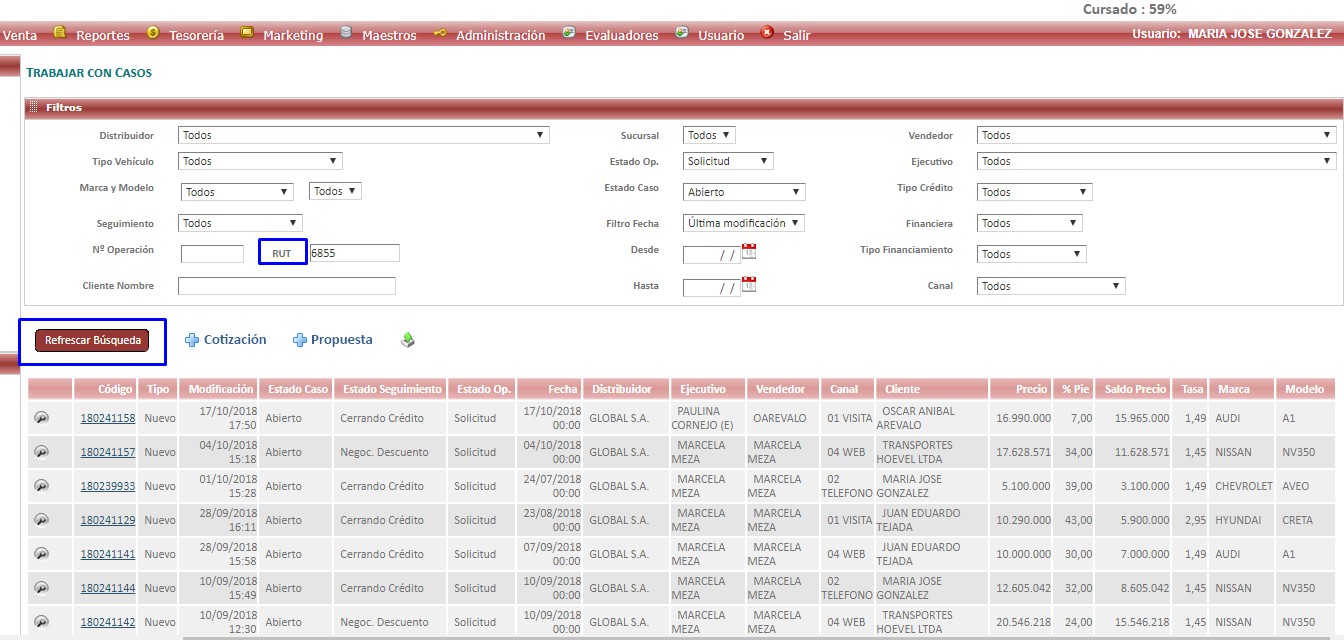 Cursado : 59%
Venta Reportes Tesorería Marketing Maestros Administración Evaluadores Usuario Salir Usuario: MARIA JOSE GONZALEZ
TRABAJAR CON CASOS
Filtros
Distribuidor Todos Sucursal Todos Vendedor Todos
Tipo Vehículo Todos Estado Op. Solicitud Ejecutivo Todos
Marca y Modelo Todos Todos Estado Caso Abierto Tipo Crédito Todos
Seguimiento Todos Filtro Fecha Última modificación Financiera Todos
Nº Operación RUT 6855 Desde / / Tipo Financiamiento Todos
Cliente Nombre Hasta / / Canal Todos
Refrescar Búsqueda Cotización Propuesta
Código Tipo Modificación Estado Caso Estado Seguimiento Estado Op. Fecha Distribuidor Ejecutivo Vendedor Canal Cliente Precio % Pie Saldo Precio Tasa Marca Modelo
180241158 Nuevo 17/10/2018 17:50 Abierto Cerrando Crédito Solicitud 17/10/2018 00:00 GLOBAL S.A. PAULINA CORNEJO (E) OAREVALO 01 VISITA OSCAR ANIBAL AREVALO 16.990.000 7,00 15.965.000 1,49 AUDI A1
180241157 Nuevo 04/10/2018 15:18 Abierto Negoc. Descuento Solicitud 04/10/2018 00:00 GLOBAL S.A. MARCELA MEZA MARCELA MEZA 04 WEB TRANSPORTES HOEVEL LTDA 17.628.571 34,00 11.628.571 1,45 NISSAN NV350
180239933 Nuevo 01/10/2018 15:28 Abierto Cerrando Crédito Solicitud 24/07/2018 00:00 GLOBAL S.A. MARCELA MEZA MARCELA MEZA 02 TELEFONO MARIA JOSE GONZALEZ 5.100.000 39,00 3.100.000 1,49 CHEVROLET AVEO
180241129 Nuevo 28/09/2018 16:11 Abierto Cerrando Crédito Solicitud 23/08/2018 00:00 GLOBAL S.A. MARCELA MEZA MARCELA MEZA 01 VISITA JUAN EDUARDO TEJADA 10.290.000 43,00 5.900.000 2,95 HYUNDAI CRETA
180241141 Nuevo 28/09/2018 15:58 Abierto Cerrando Crédito Solicitud 07/09/2018 00:00 GLOBAL S.A. MARCELA MEZA MARCELA MEZA 04 WEB JUAN EDUARDO TEJADA 10.000.000 30,00 7.000.000 1,49 AUDI A1
180241144 Nuevo 10/09/2018 15:49 Abierto Cerrando Crédito Solicitud 10/09/2018 00:00 GLOBAL S.A. MARCELA MEZA MARCELA MEZA 02 TELEFONO MARIA JOSE GONZALEZ 12.605.042 32,00 8.605.042 1,45 NISSAN NV350
180241142 Nuevo 10/09/2018 12:30 Abierto Negoc. Descuento Solicitud 10/09/2018 00:00 GLOBAL S.A. MARCELA MEZA MARCELA MEZA 04 WEB TRANSPORTES HOEVEL LTDA 20.546.218 24,00 15.546.218 1,45 NISSAN NV350